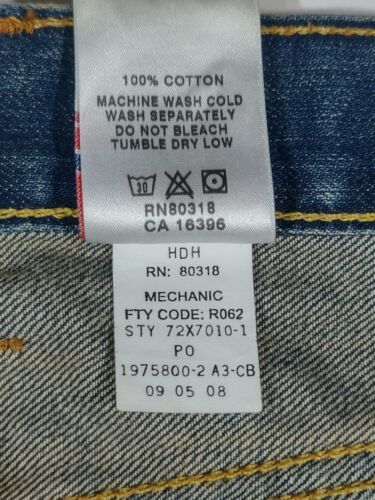 100% COTTON
MACHINE WASH COLD
WASH SEPARATELY
DO NOT BLEACH
TUMBLE DRY LOW
30
RN80318
CA 16396
HDH
RN: 80318
MECHANIC
FTY CODE: R062
STY 72X7010-1
PO
1975800-2 A3-CB
09 05 08